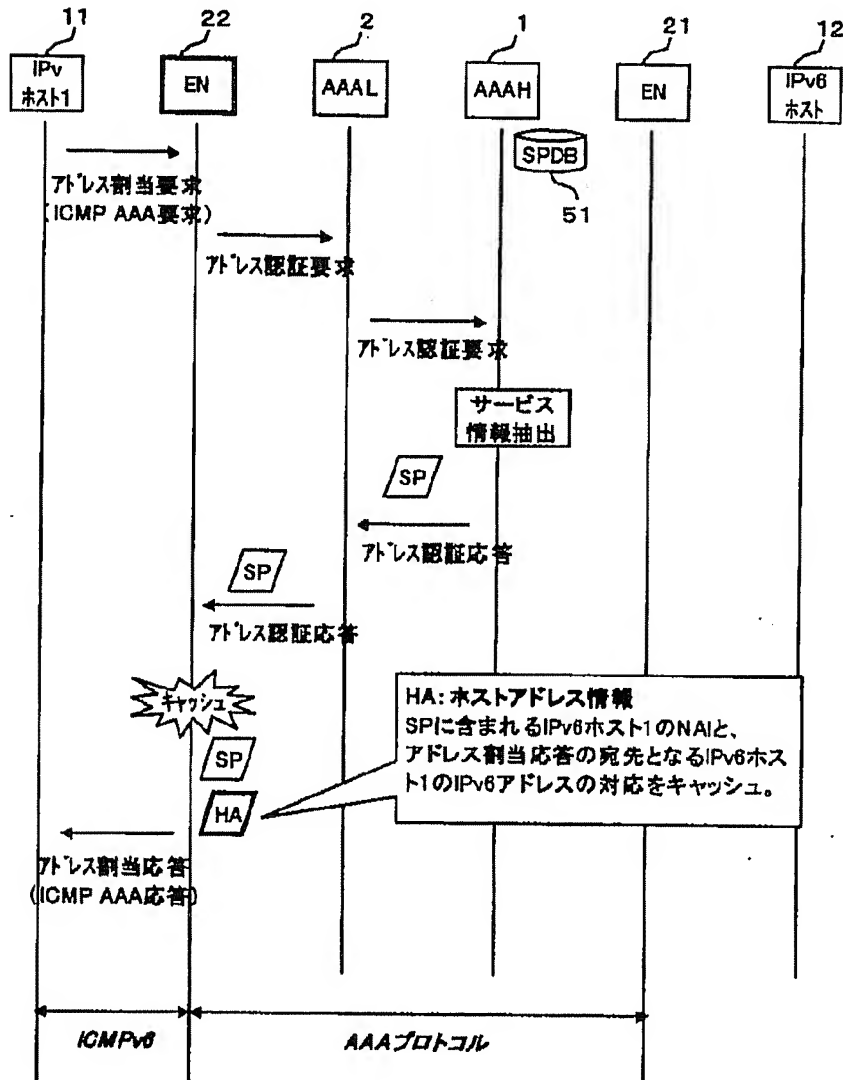 11
22
2
1
21
12
IPv
ホスト1
EN
AAAL
AAAH
EN
IPv6
ホスト
SPDB
51
アドレス割当要求
(ICMP AAA要求)
アドレス認証要求
アドレス認証要求
サービス
情報抽出
SP
アドレス認証応答
SP
アドレス認証応答
キャッシュ
SP
HA
HA:ホストアドレス情報
SPに含まれるIPv6ホスト1のNAIと、
アドレス割当応答の宛先となるIPv6ホス
ト1のIPv6アドレスの対応をキャッシュ。
アドレス割当応答
(ICMP AAA応答)
ICMPv6
AAAプロトコル